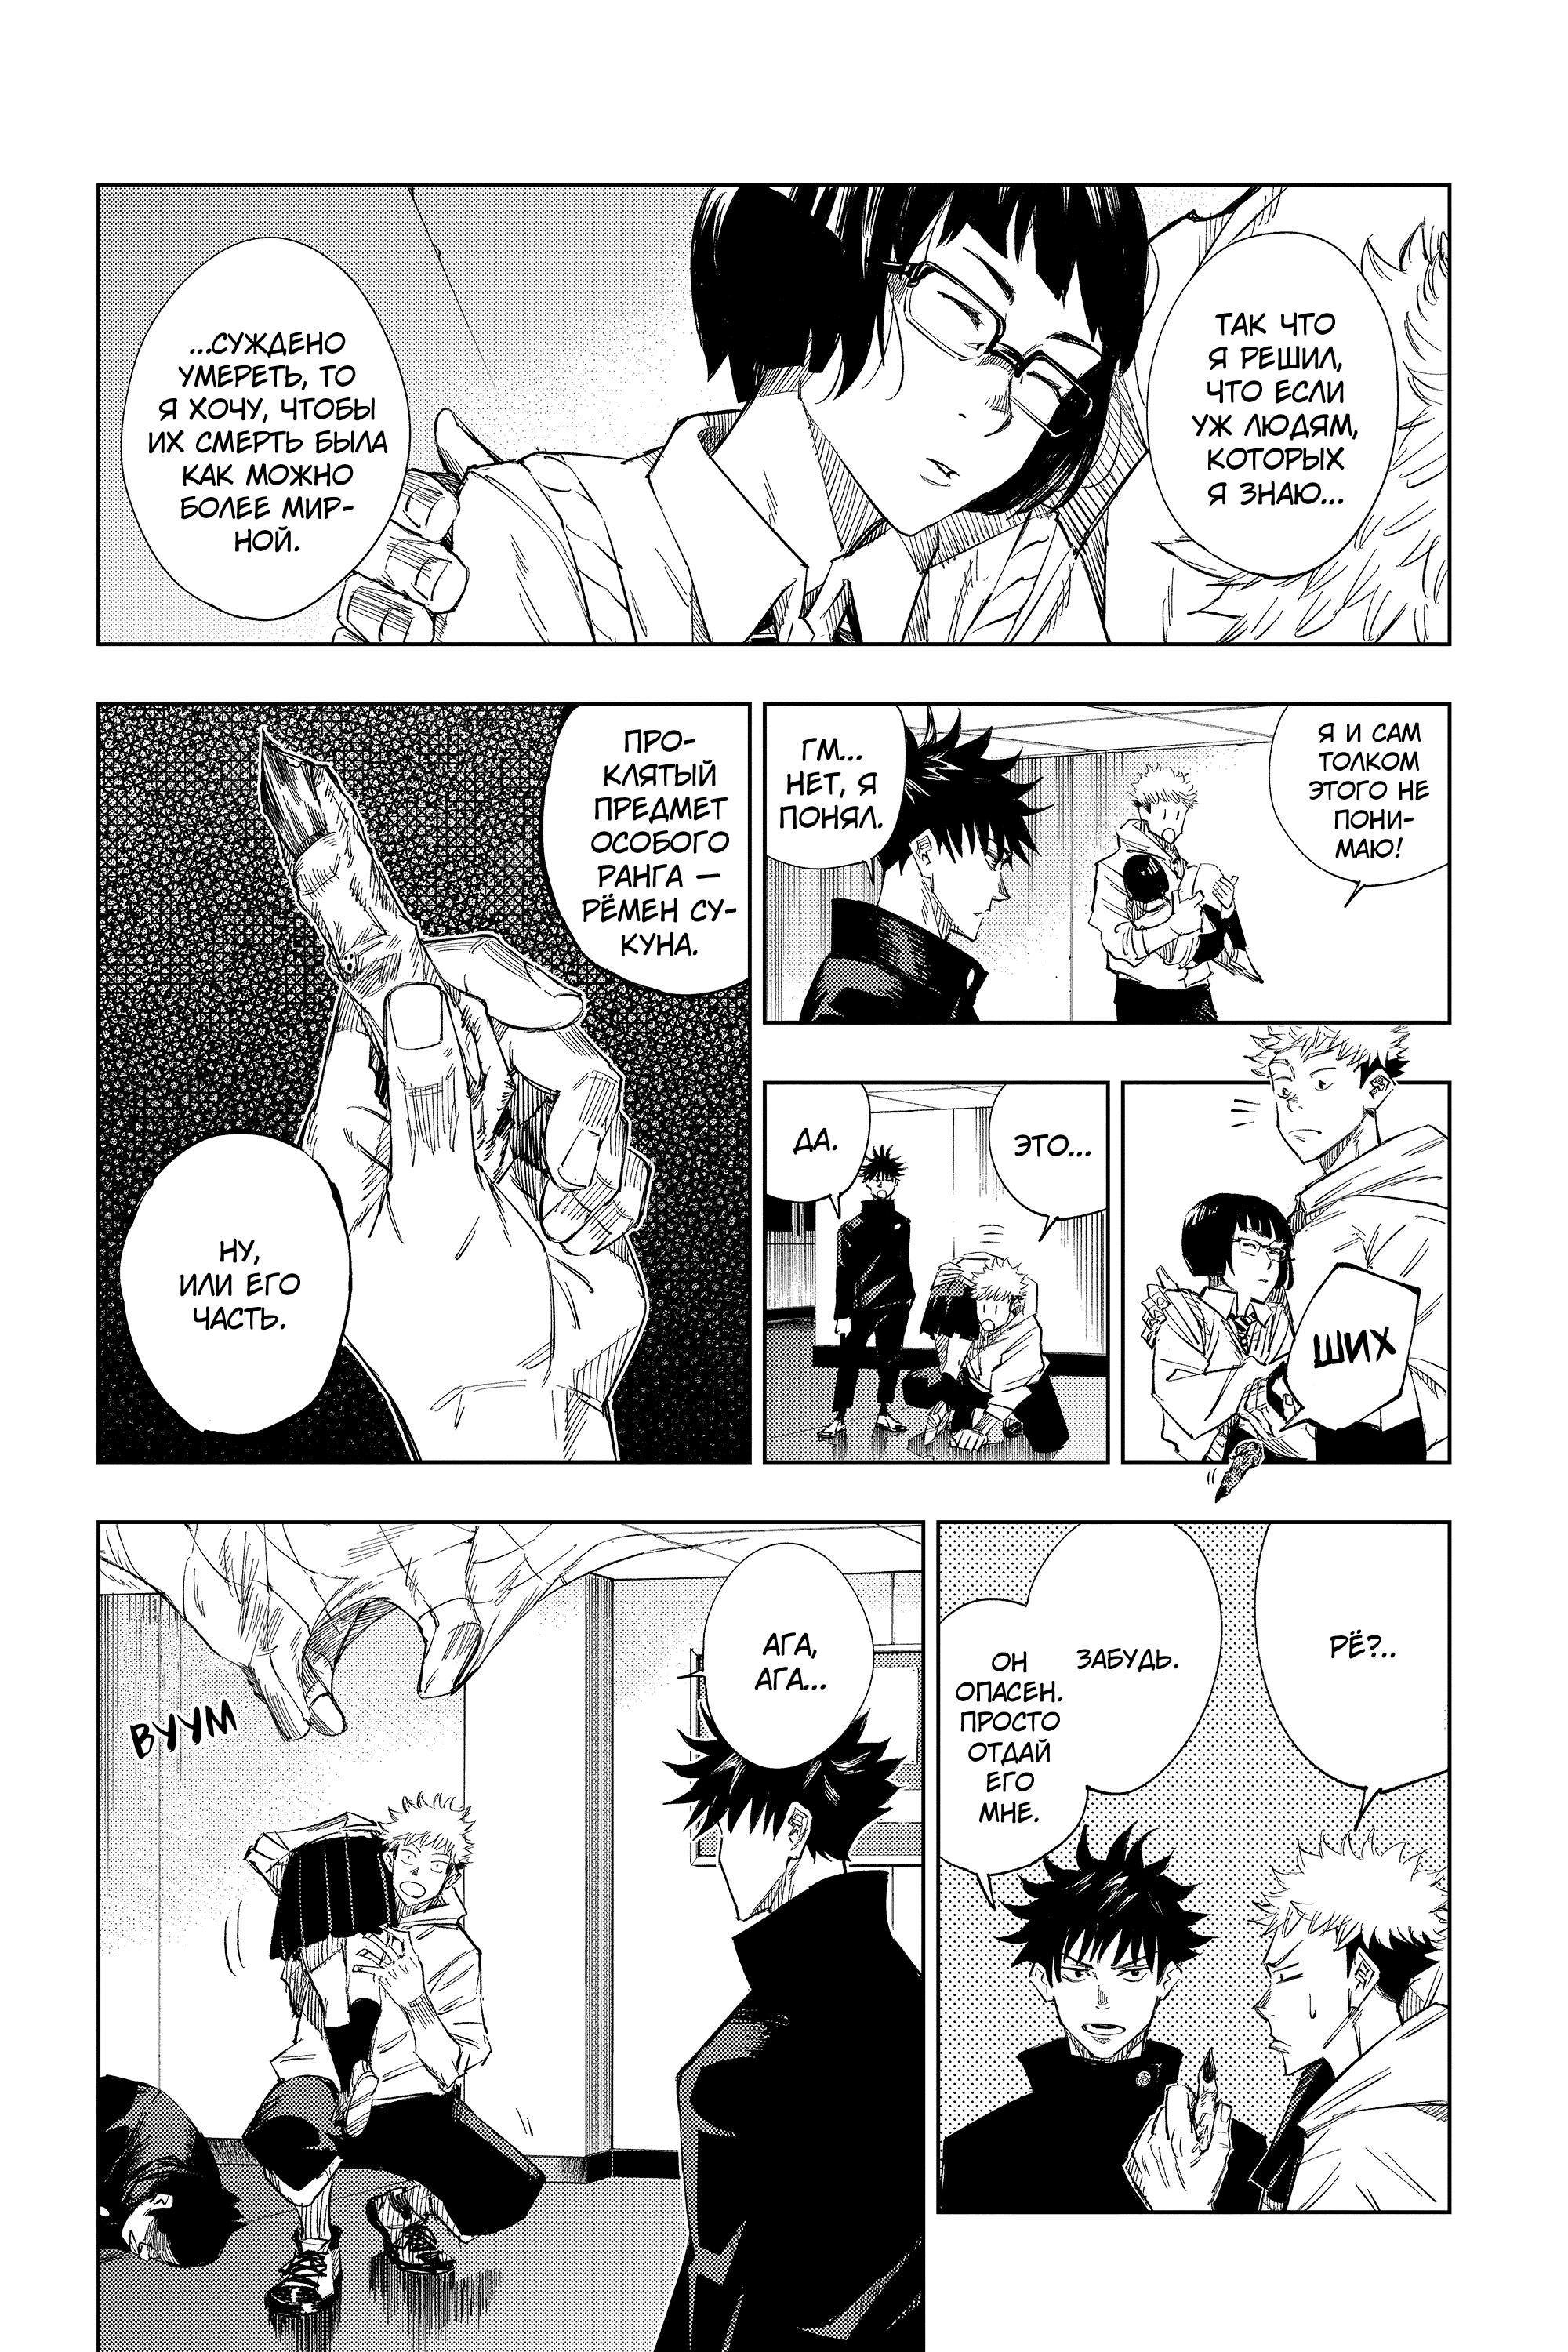 ТАК ЧТО
Я РЕШИЛ,
ЧТО ЕСЛИ
УЖ ЛЮДЯМ,
КОТОРЫХ
Я ЗНАЮ...
...СУЖДЕНО
УМЕРЕТЬ, ТО
Я ХОЧУ, ЧТОБЫ
ИХ СМЕРТЬ БЫЛА
КАК МОЖНО
БОЛЕЕ МИР-
НОЙ.
Я И САМ
ТОЛКОМ
ЭТОГО НЕ
ПОНИ-
МАЮ!
ГМ...
НЕТ, Я
ПОНЯЛ.
ШИХ
ЭТО...
ДА.
ПРО-
КЛЯТЫЙ
ПРЕДМЕТ
ОСОБОГО
РАНГА —
РЁМЕН СУ-
КУНА.
НУ,
ИЛИ ЕГО
ЧАСТЬ.
РЁ?...
ЗАБУДЬ.
ОН
ОПАСЕН.
ПРОСТО
ОТДАЙ
ЕГО
МНЕ.
АГА,
АГА...
ВУУМ